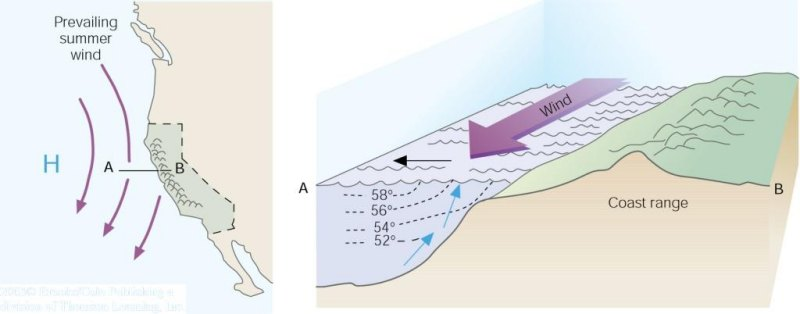 Prevailing
summer
wind
H
A
B
Wind
A
58°
56°
54°
52°
Coast range
B